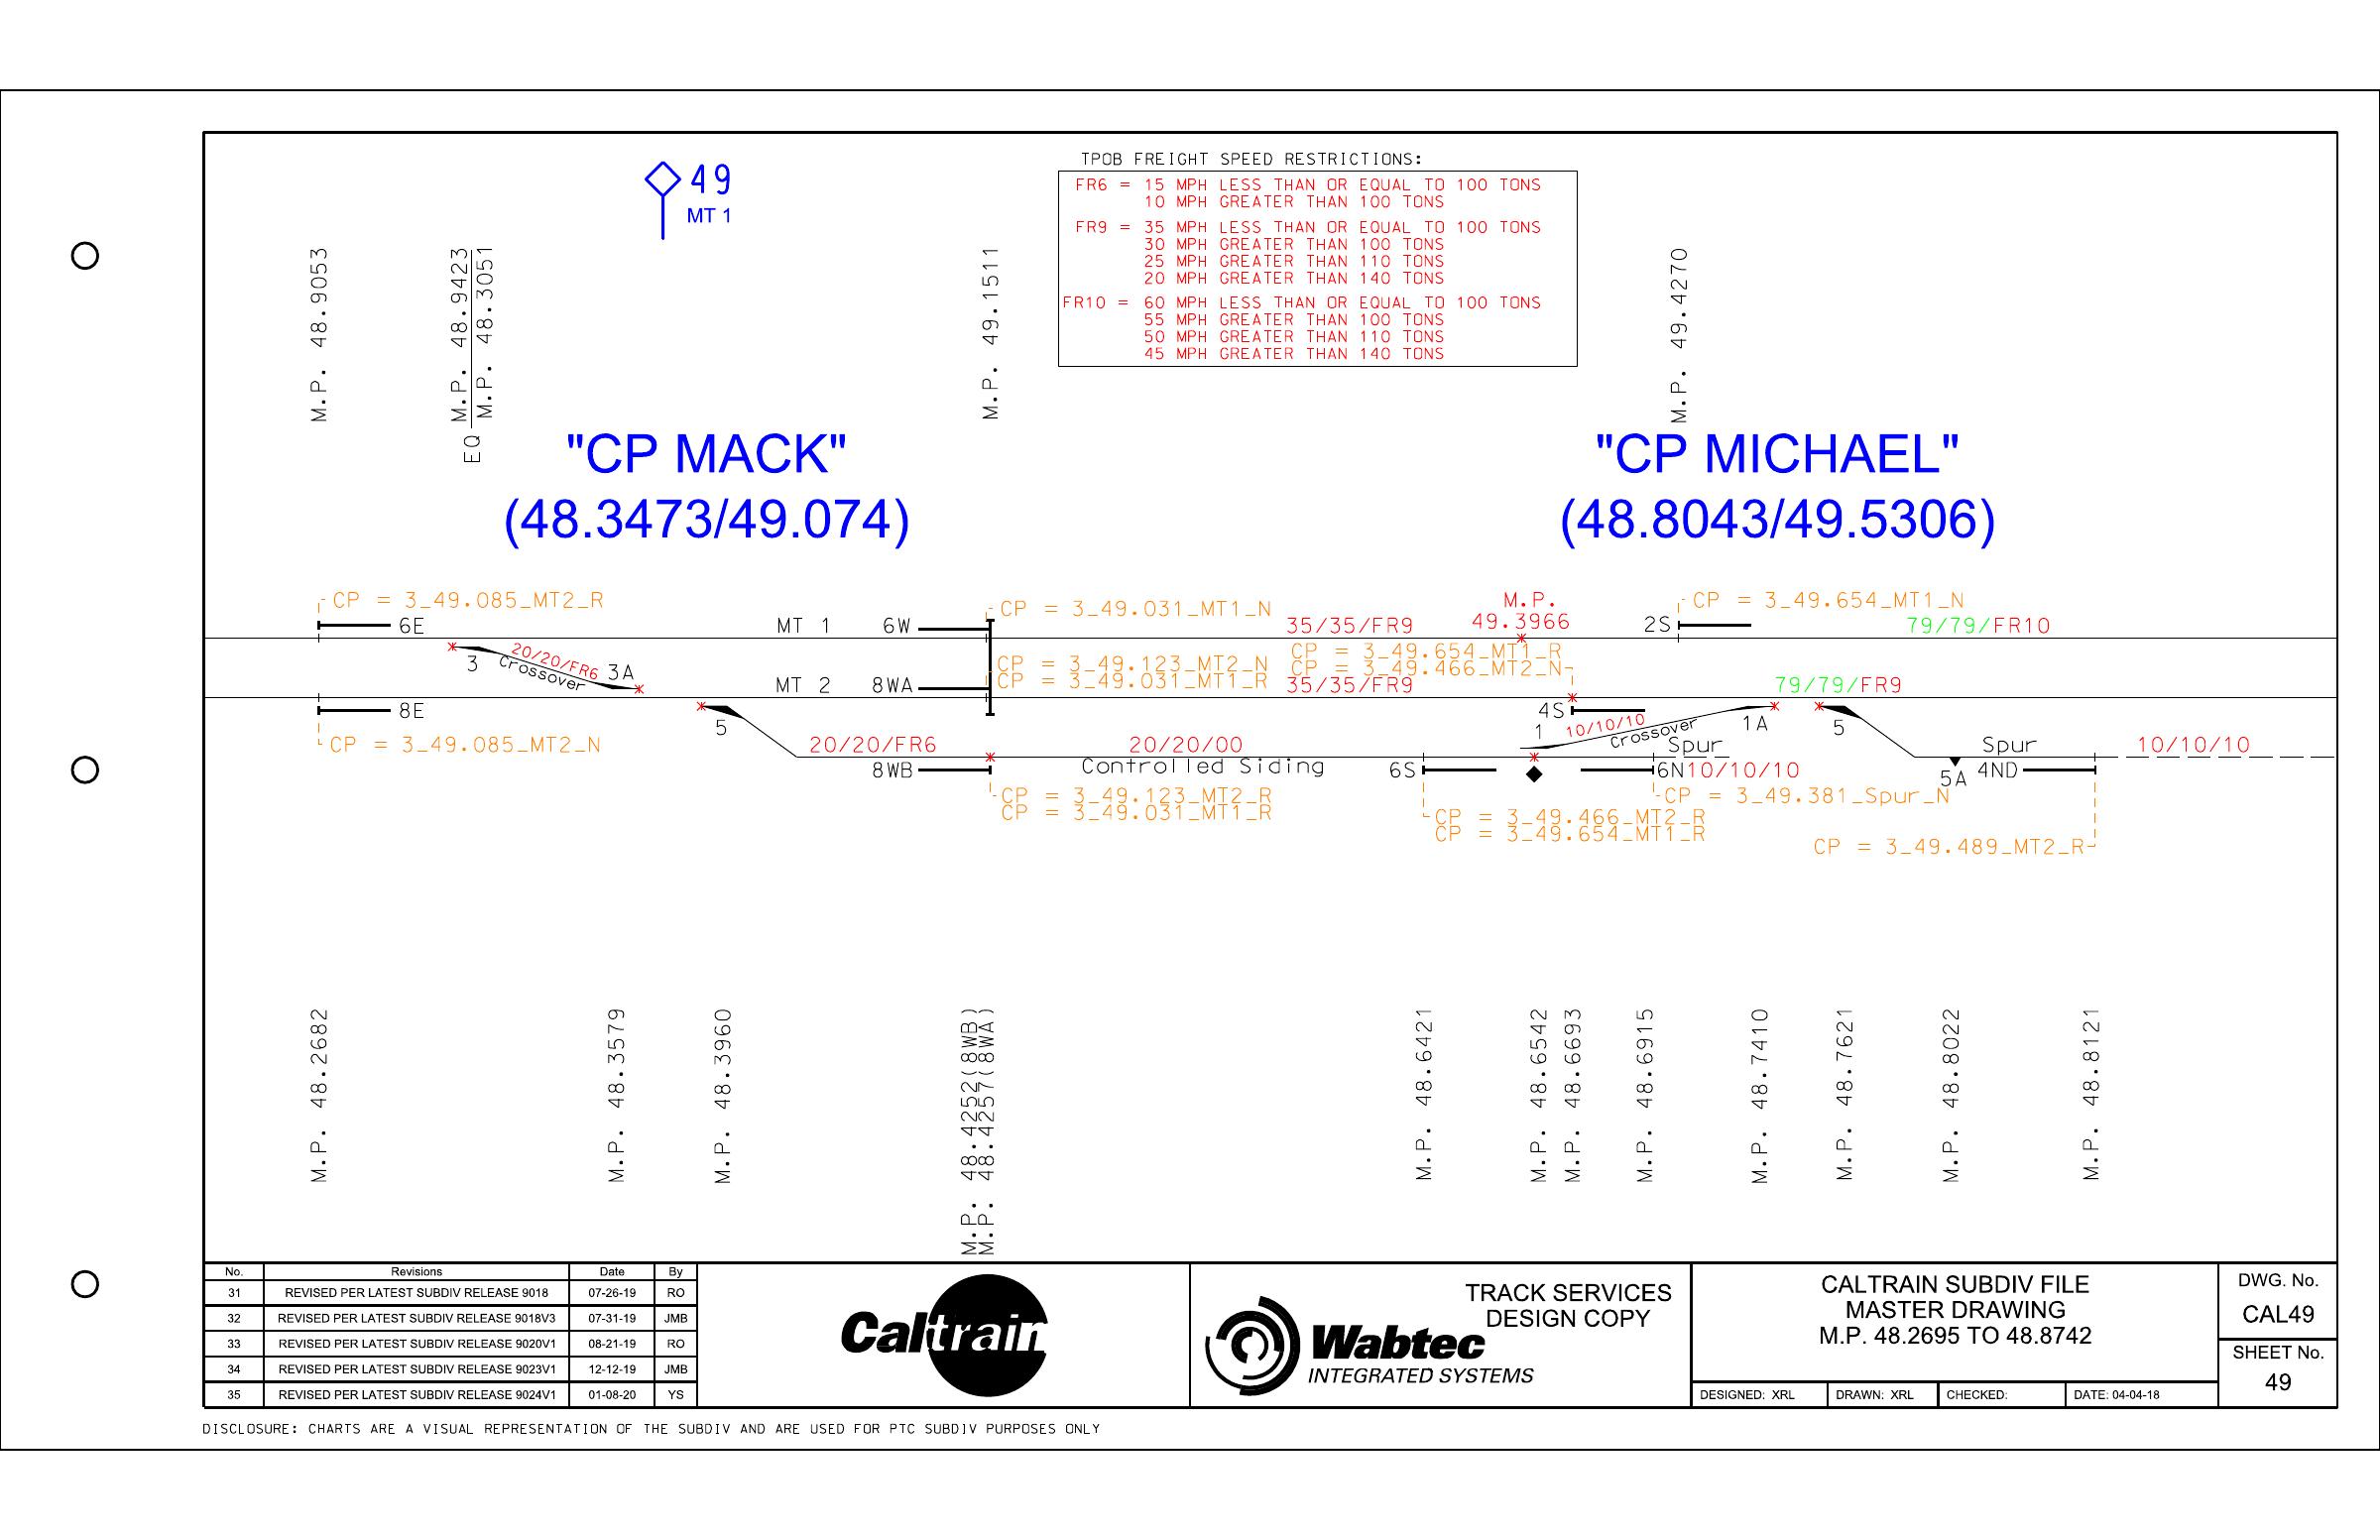 49
MT 1
TPOB FREIGHT SPEED RESTRICTIONS:
FR6 = 15 MPH LESS THAN OR EQUAL TO 100 TONS
10 MPH GREATER THAN 100 TONS
FR9 = 35 MPH LESS THAN OR EQUAL TO 100 TONS
30 MPH GREATER THAN 100 TONS
25 MPH GREATER THAN 110 TONS
20 MPH GREATER THAN 140 TONS
FR10 = 60 MPH LESS THAN OR EQUAL TO 100 TONS
55 MPH GREATER THAN 100 TONS
50 MPH GREATER THAN 110 TONS
45 MPH GREATER THAN 140 TONS
M.P. 48.9053
EQ
M.P. 48.9423
M.P. 48.3051
M.P. 49.1511
M.P. 49.4270
"CP MACK"
(48.3473/49.074)
"CP MICHAEL"
(48.8043/49.5306)
CP = 3_49.085_MT2_R
6E
MT 1
6W
CP = 3_49.031_MT1_N
35/35/FR9
M.P.
49.3966
2S
CP = 3_49.654_MT1_N
79/79/FR10
3
20/20/FR6
Crossover
3A
CP = 3_49.123_MT2_N
CP = 3_49.031_MT1_R
CP = 3_49.654_MT1_R
CP = 3_49.466_MT2_N
MT 2
8WA
35/35/FR9
79/79/FR9
8E
5
4S
1
10/10/10
Crossover
1A
5
CP = 3_49.085_MT2_N
20/20/FR6
20/20/00
Spur
Spur
10/10/10
8WB
Controlled Siding
6S
6N
10/10/10
5A
4ND
CP = 3_49.123_MT2_R
CP = 3_49.031_MT1_R
CP = 3_49.381_Spur_N
CP = 3_49.466_MT2_R
CP = 3_49.654_MT1_R
CP = 3_49.489_MT2_R
M.P. 48.2682
M.P. 48.3579
M.P. 48.3960
M.P. 48.4252(8WB)
M.P. 48.4257(8WA)
M.P. 48.6421
M.P. 48.6542
M.P. 48.6693
M.P. 48.6915
M.P. 48.7410
M.P. 48.7621
M.P. 48.8022
M.P. 48.8121
No. Revisions Date By
31 REVISED PER LATEST SUBDIV RELEASE 9018 07-26-19 RO
32 REVISED PER LATEST SUBDIV RELEASE 9018V3 07-31-19 JMB
33 REVISED PER LATEST SUBDIV RELEASE 9020V1 08-21-19 RO
34 REVISED PER LATEST SUBDIV RELEASE 9023V1 12-12-19 JMB
35 REVISED PER LATEST SUBDIV RELEASE 9024V1 01-08-20 YS
Caltrain
TRACK SERVICES
DESIGN COPY
Wabtec
INTEGRATED SYSTEMS
CALTRAIN SUBDIV FILE
MASTER DRAWING
M.P. 48.2695 TO 48.8742
DESIGNED: XRL
DRAWN: XRL
CHECKED:
DATE: 04-04-18
DWG. No.
CAL49
SHEET No.
49
DISCLOSURE: CHARTS ARE A VISUAL REPRESENTATION OF THE SUBDIV AND ARE USED FOR PTC SUBDIV PURPOSES ONLY